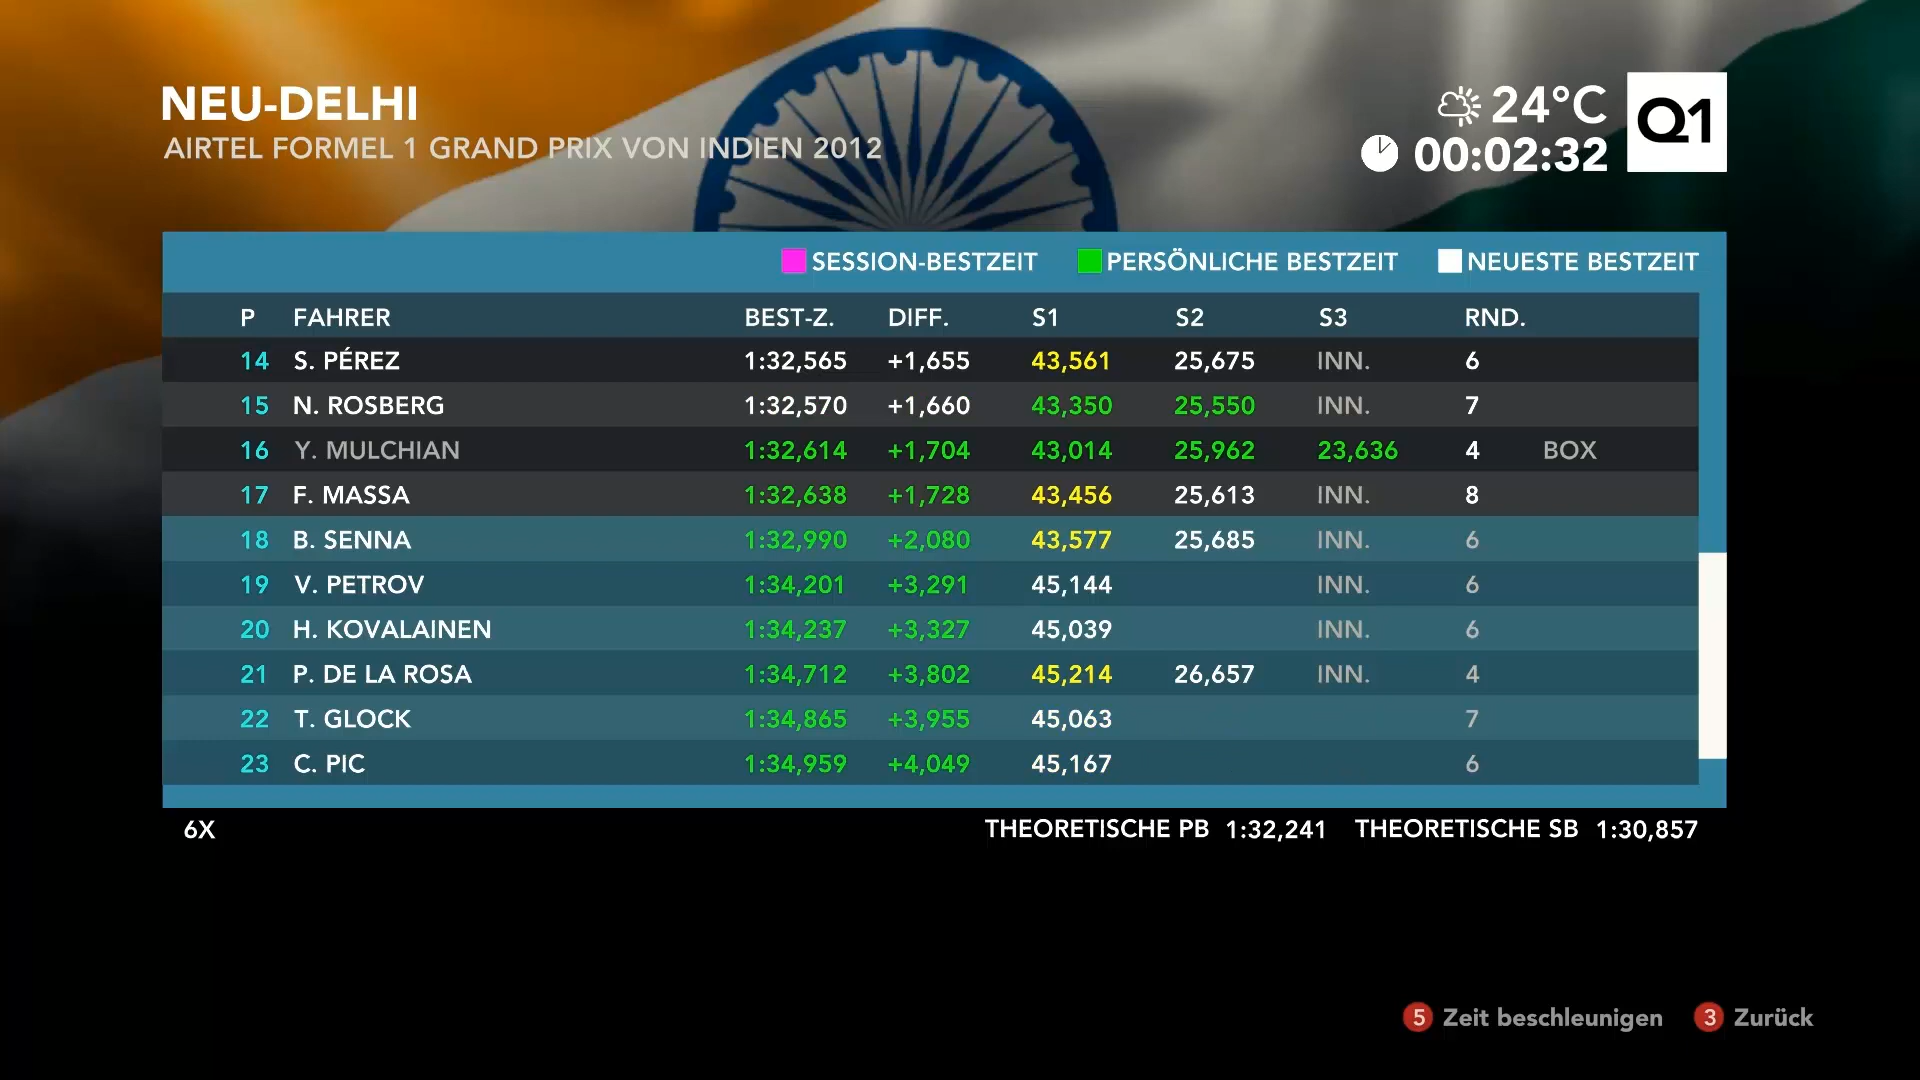 NEU-DELHI
AIRTEL FORMEL 1 GRAND PRIX VON INDIEN 2012
24°C
00:02:32
Q1
SESSION-BESTZEIT PERSÖNLICHE BESTZEIT NEUESTE BESTZEIT
P FAHRER BEST-Z. DIFF. S1 S2 S3 RND.
14 S. PÉREZ 1:32,565 +1,655 43,561 25,675 INN. 6
15 N. ROSBERG 1:32,570 +1,660 43,350 25,550 INN. 7
16 Y. MULCHIAN 1:32,614 +1,704 43,014 25,962 23,636 4 BOX
17 F. MASSA 1:32,638 +1,728 43,456 25,613 INN. 8
18 B. SENNA 1:32,990 +2,080 43,577 25,685 INN. 6
19 V. PETROV 1:34,201 +3,291 45,144 INN. 6
20 H. KOVALAINEN 1:34,237 +3,327 45,039 INN. 6
21 P. DE LA ROSA 1:34,712 +3,802 45,214 26,657 INN. 4
22 T. GLOCK 1:34,865 +3,955 45,063 7
23 C. PIC 1:34,959 +4,049 45,167 6
6X THEORETISCHE PB 1:32,241 THEORETISCHE SB 1:30,857
5 Zeit beschleunigen 3 Zurück